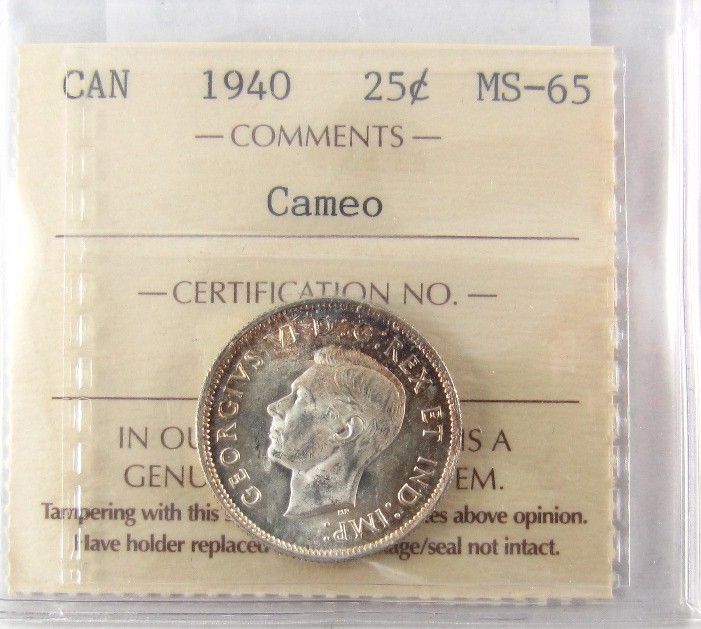 CAN 1940 25¢ MS-65
— COMMENTS —
Cameo
— CERTIFICATION NO. —
GEORGIVS VI D: G: REX ET IND: IMP:
HP
IN OU IS A
GENU EM.
Tampering with this es above opinion.
Have holder replaced age/seal not intact.